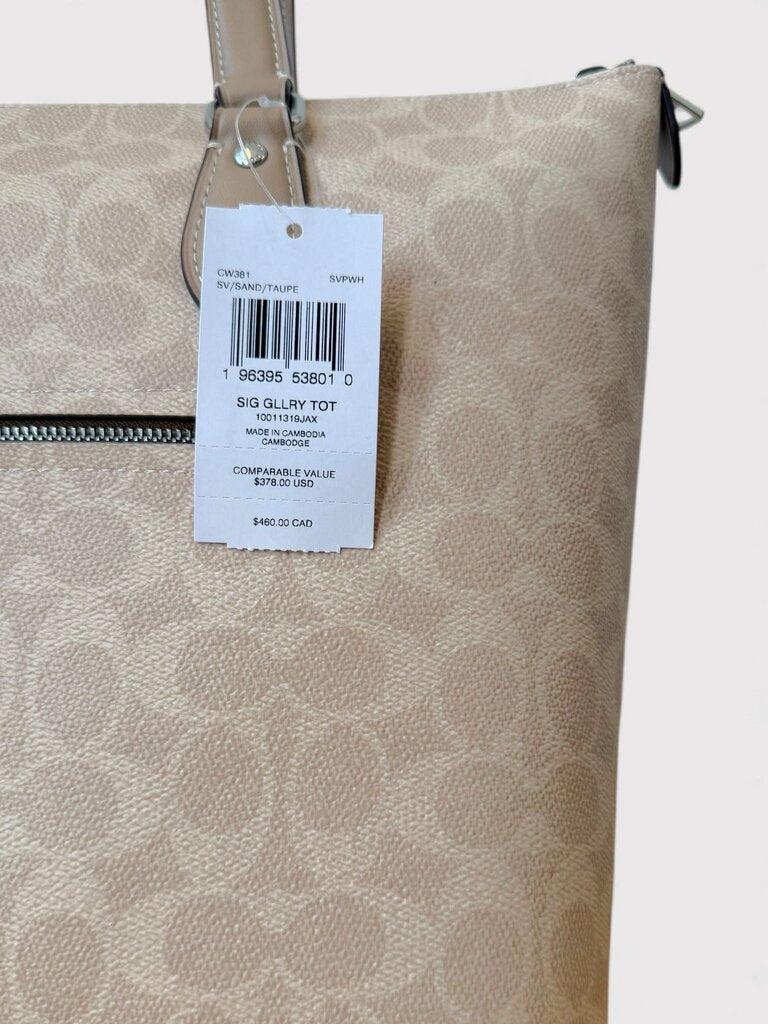 CW381 SVPWH
SV/SAND/TAUPE
1 96395 53801 0
SIG GLLRY TOT
10011319JAX
MADE IN CAMBODIA
CAMBODGE
COMPARABLE VALUE
$378.00 USD
$460.00 CAD